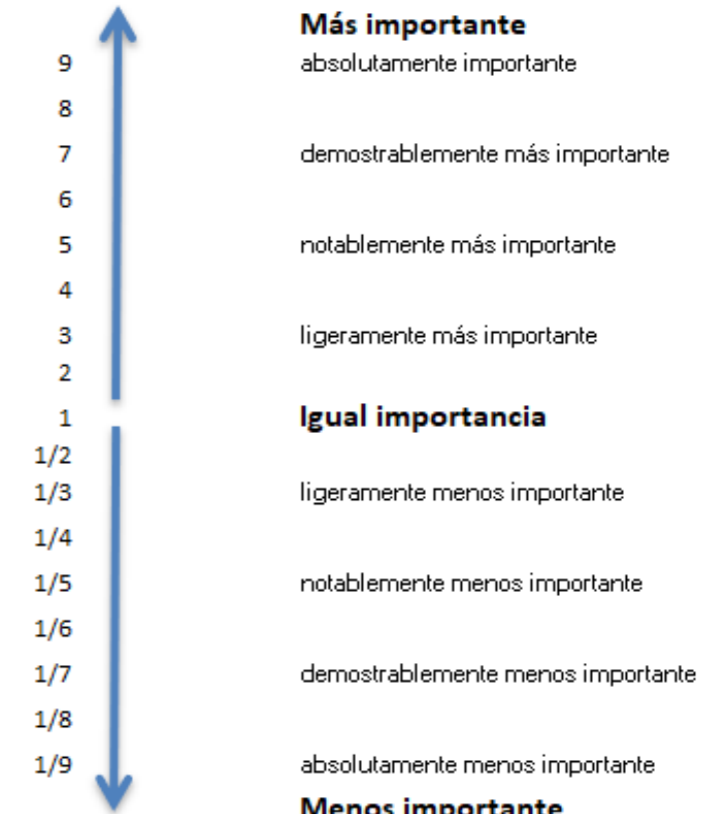 Más importante
9 absolutamente importante
8
7 demostrablemente más importante
6
5 notablemente más importante
4
3 ligeramente más importante
2
1 Igual importancia
1/2
1/3 ligeramente menos importante
1/4
1/5 notablemente menos importante
1/6
1/7 demostrablemente menos importante
1/8
1/9 absolutamente menos importante
Menos importante